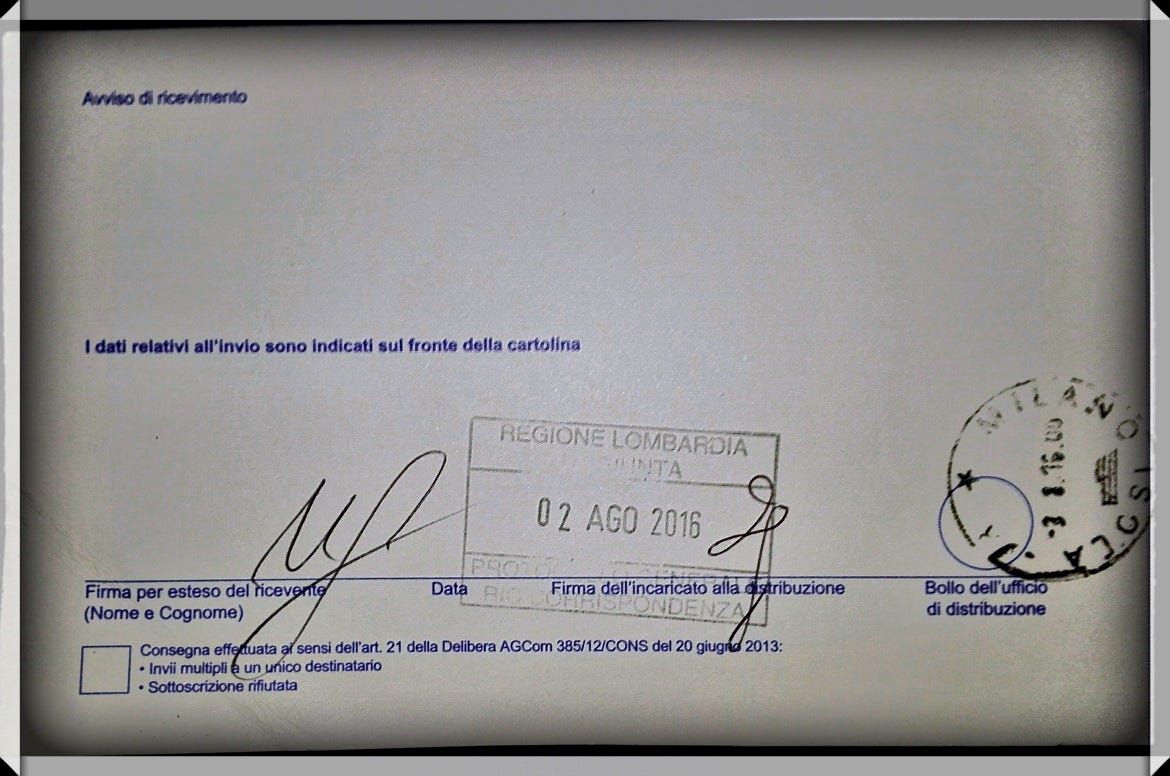 Avviso di ricevimento
I dati relativi all'invio sono indicati sul fronte della cartolina
REGIONE LOMBARDIA
02 AGO 2016
CORRISPONDENZA
Firma per esteso del ricevente
(Nome e Cognome)
Data
Firma dell'incaricato alla distribuzione
Bollo dell'ufficio
di distribuzione
MILANO
Consegna effettuata ai sensi dell'art. 21 della Delibera AGCom 385/12/CONS del 20 giugno 2013:
• Invii multipli a un unico destinatario
• Sottoscrizione rifiutata